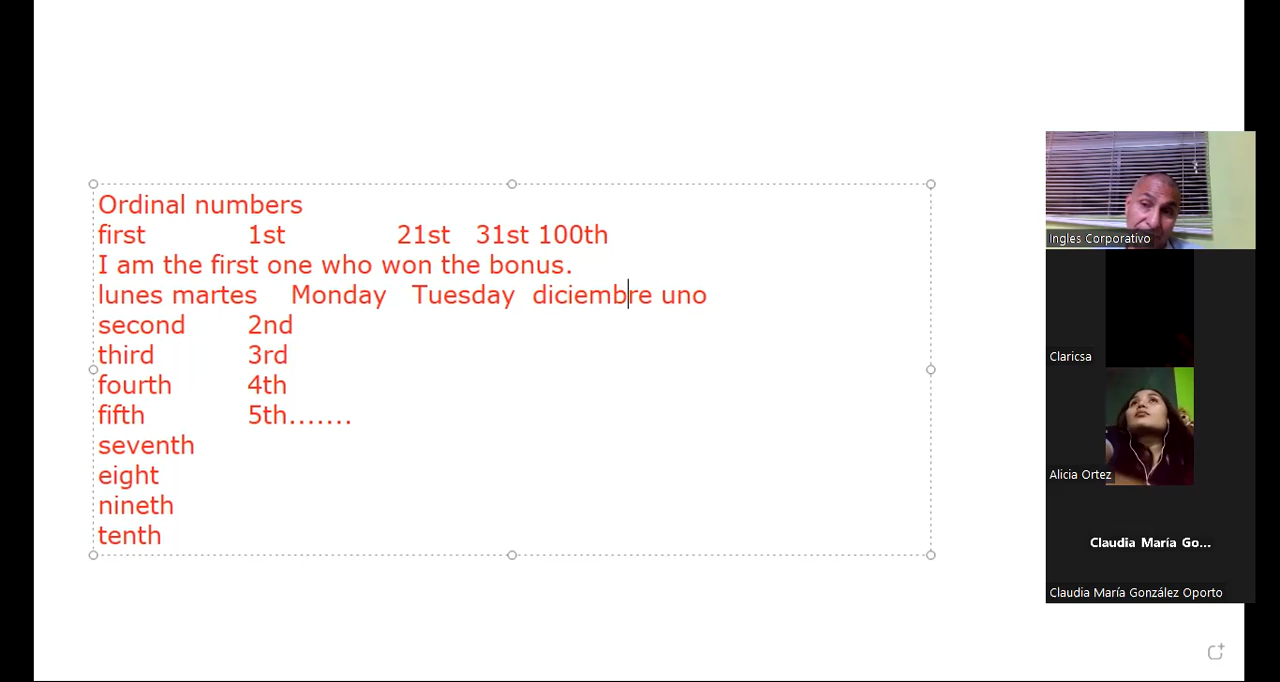 Ordinal numbers
first 1st 21st 31st 100th
I am the first one who won the bonus.
lunes martes Monday Tuesday diciembre uno
second 2nd
third 3rd
fourth 4th
fifth 5th.......
seventh
eight
nineth
tenth
Ingles Corporativo
Claricsa
Alicia Ortez
Claudia María Go...
Claudia María González Oporto